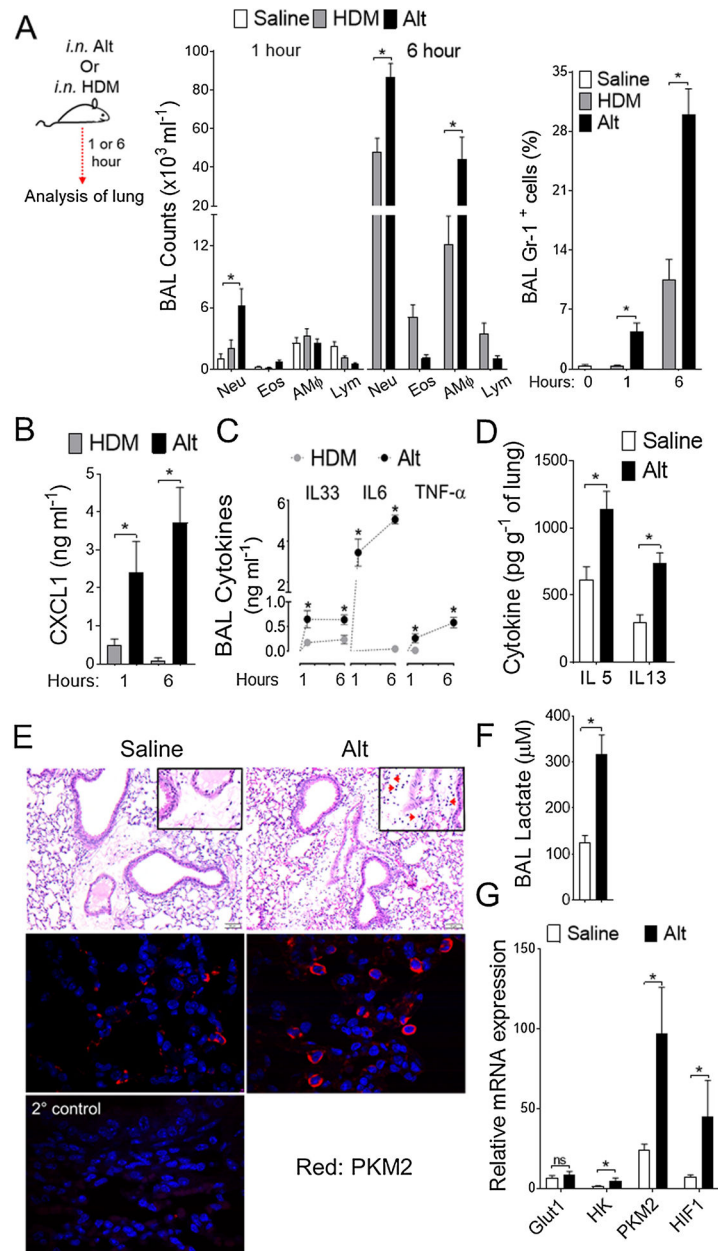 A
i.n. Alt
Or
i.n. HDM
1 or 6
hour
Analysis of lung
Saline HDM Alt
1 hour 6 hour
BAL Counts (x10³ ml⁻¹)
100
80
60
40
20
12
6
0
Neu Eos AMϕ Lym Neu Eos AMϕ Lym
* * *
Saline
HDM
Alt
BAL Gr-1 + cells (%)
35
28
21
14
7
0
* *
Hours: 0 1 6
B
HDM Alt
CXCL1 (ng ml⁻¹)
5
4
3
2
1
0
* *
Hours: 1 6
C
HDM Alt
IL33 IL6 TNF-α
BAL Cytokines
(ng ml⁻¹)
6
4
2
1.0
0.5
0.0
* * * * * *
Hours 1 6 1 6 1 6
D
Saline
Alt
Cytokine (pg g⁻¹ of lung)
1500
1000
500
0
* *
IL 5 IL13
E
Saline Alt
2° control
Red: PKM2
F
BAL Lactate (μM)
400
300
200
100
0
*
G
Saline Alt
Relative mRNA expression
150
100
50
0
ns * * *
Glut1 HK PKM2 HIF1